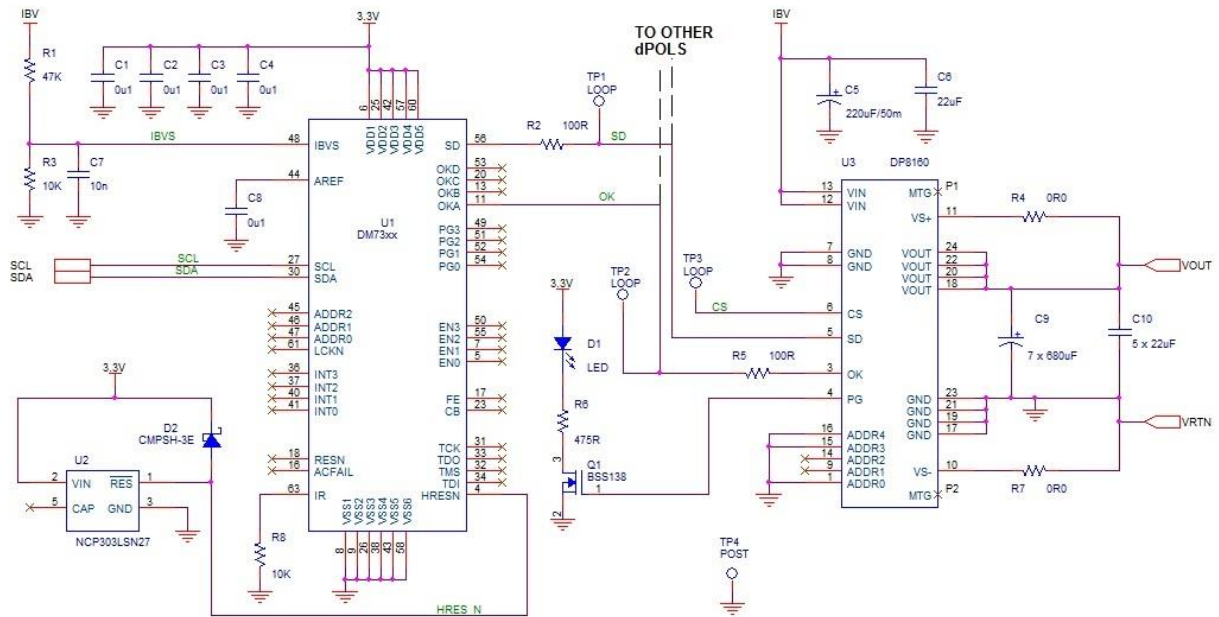 IBV
3.3V
TO OTHER
dPOLS
IBV
R1
47K
C1
0u1
C2
0u1
C3
0u1
C4
0u1
TP1
LOOP
C5
220uF/50m
C6
22uF
6
25
42
57
60
VDD1
VDD2
VDD3
VDD4
VDD5
IBVS
48
IBVS
SD
56
R2
100R
SD
R3
10K
C7
10n
44
AREF
C8
0u1
OKD
53
OKC
20
OKB
13
OKA
11
OK
U1
DM73xx
PG3
49
PG2
51
PG1
52
PG0
54
SCL
SDA
SCL
SDA
27
SCL
30
SDA
45
ADDR2
46
ADDR1
47
ADDR0
61
LCKN
EN3
50
EN2
55
EN1
7
EN0
5
36
INT3
37
INT2
40
INT1
41
INT0
FE
17
CB
23
TCK
31
TDO
33
TMS
32
TDI
34
HRESN
4
18
RESN
16
ACFAIL
63
IR
VSS1
VSS2
VSS3
VSS4
VSS5
VSS6
8
9
26
38
43
58
R8
10K
HRES_N
3.3V
D2
CMPSH-3E
U2
2
VIN
RES
1
5
CAP
GND
3
NCP303LSN27
3.3V
TP2
LOOP
TP3
LOOP
D1
LED
R6
475R
3
Q1
BSS138
1
2
CS
R5
100R
TP4
POST
U3
DP8160
13
VIN
12
VIN
MTG
P1
VS+
11
R4
0R0
7
GND
8
GND
VOUT
24
VOUT
22
VOUT
20
VOUT
18
VOUT
6
CS
5
SD
3
OK
4
PG
C9
7 x 680uF
C10
5 x 22uF
GND
23
GND
21
GND
19
GND
17
VRTN
16
ADDR4
15
ADDR3
14
ADDR2
9
ADDR1
1
ADDR0
VS-
10
R7
0R0
MTG
P2